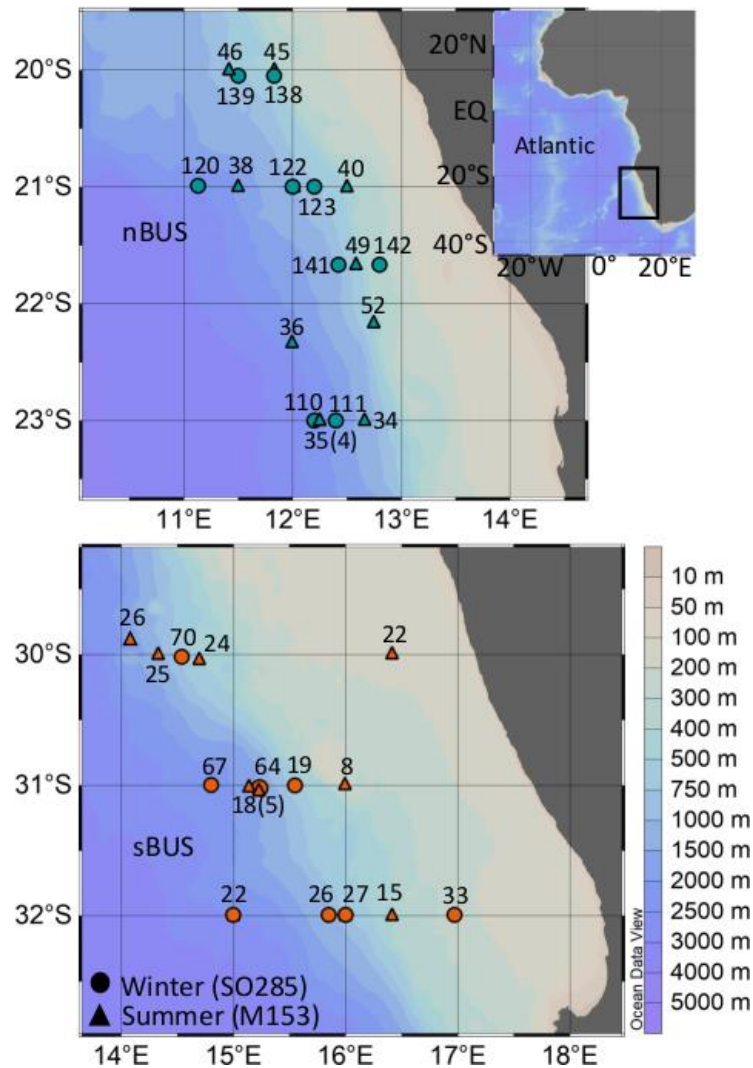 46 45
20°S
139 138
20°N
EQ
Atlantic
20°S
40°S
20°W 0° 20°E
120 38 122 40
21°S
123
nBUS
49 142
141
22°S
52
36
110 111
23°S
34
35(4)
11°E 12°E 13°E 14°E
26
70 24
22
30°S
25
67 64 19 8
31°S
18(5)
sBUS
22 26 27 15 33
32°S
Winter (SO285)
Summer (M153)
14°E 15°E 16°E 17°E 18°E
10 m
50 m
100 m
200 m
300 m
400 m
500 m
750 m
1000 m
1500 m
2000 m
2500 m
3000 m
4000 m
5000 m
Ocean Data View